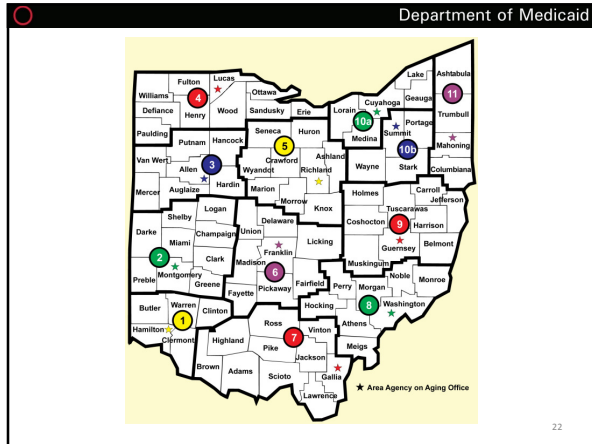 Department of Medicaid
Lake
Ashtabula
Fulton
Lucas
Williams
4
Ottawa
Cuyahoga
Geauga
11
Defiance
Henry
Wood
Sandusky
Erie
Lorain
10a
Trumbull
Paulding
Putnam
Hancock
Seneca
Huron
Medina
Summit
Portage
Mahoning
Van Wert
Allen
3
5
Crawford
Wyandot
Ashland
Richland
Wayne
10b
Stark
Columbiana
Mercer
Auglaize
Hardin
Marion
Morrow
Knox
Holmes
Carroll
Jefferson
Tuscarawas
Logan
Shelby
Delaware
Coshocton
9
Harrison
Darke
Champaign
Union
Licking
Guernsey
Belmont
Miami
Franklin
Muskingum
2
Clark
Madison
6
Fairfield
Perry
Morgan
Noble
Monroe
Preble
Montgomery
Greene
Fayette
Pickaway
Hocking
8
Washington
Butler
Warren
Clinton
Ross
Vinton
Athens
Hamilton
1
Clermont
Highland
Pike
7
Jackson
Meigs
Brown
Adams
Scioto
Gallia
Lawrence
★ Area Agency on Aging Office
22